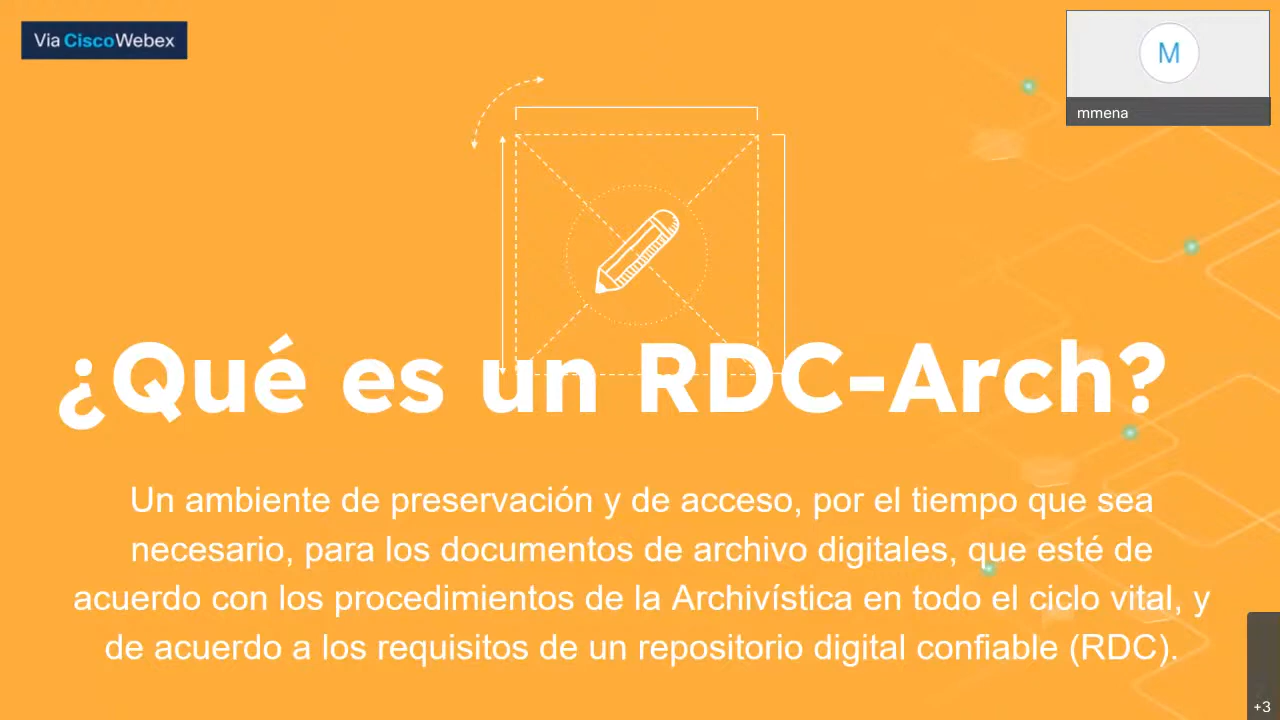 Via CiscoWebex
M
mmena
¿Qué es un RDC-Arch?
Un ambiente de preservación y de acceso, por el tiempo que sea
necesario, para los documentos de archivo digitales, que esté de
acuerdo con los procedimientos de la Archivística en todo el ciclo vital, y
de acuerdo a los requisitos de un repositorio digital confiable (RDC).
+3